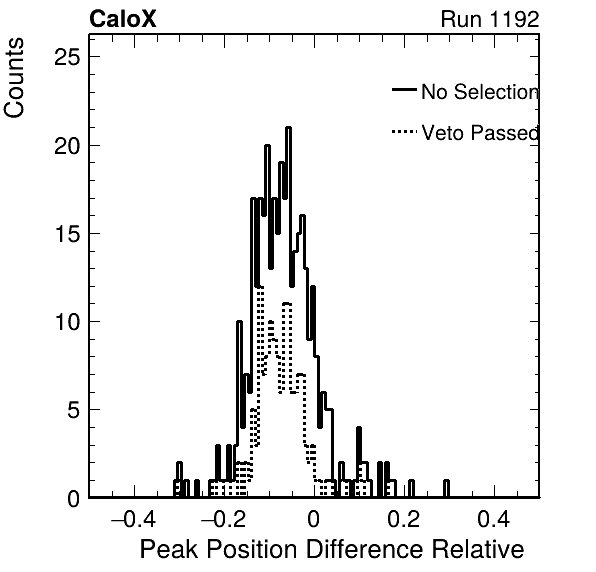 CaloX Run 1192
Counts
25
20
15
10
5
0
No Selection
Veto Passed
−0.4 −0.2 0 0.2 0.4
Peak Position Difference Relative